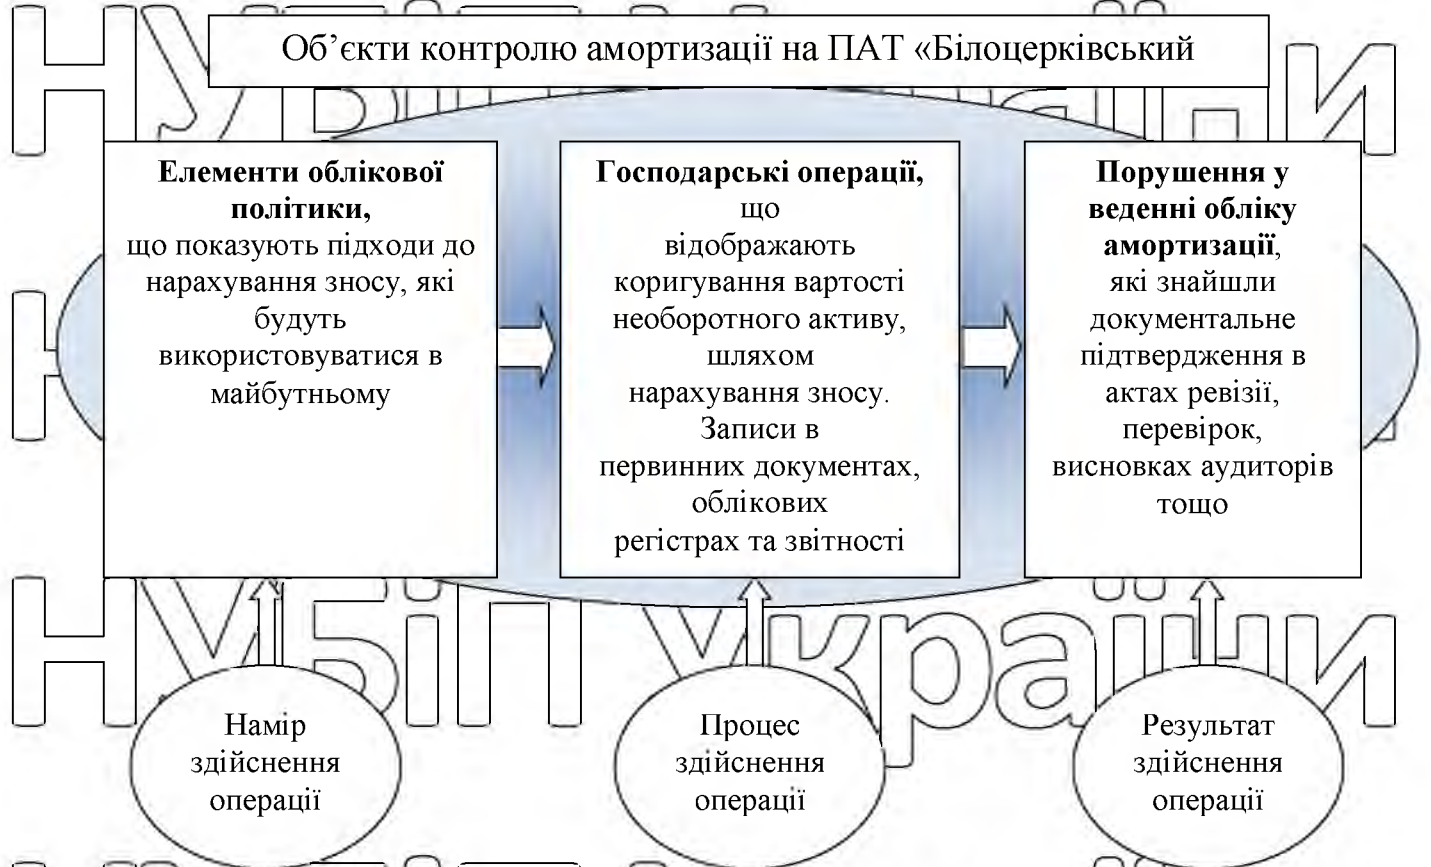 Об’єкти контролю амортизації на ПАТ «Білоцерківський
Елементи облікової
політики,
що показують підходи до
нарахування зносу, які
будуть
використовуватися в
майбутньому
Господарські операції,
що
відображають
коригування вартості
необоротного активу,
шляхом
нарахування зносу.
Записи в
первинних документах,
облікових
регістрах та звітності
Порушення у
веденні обліку
амортизації,
які знайшли
документальне
підтвердження в
актах ревізії,
перевірок,
висновках аудиторів
тощо
НУБіП України
Намір
здійснення
операції
Процес
здійснення
операції
Результат
здійснення
операції